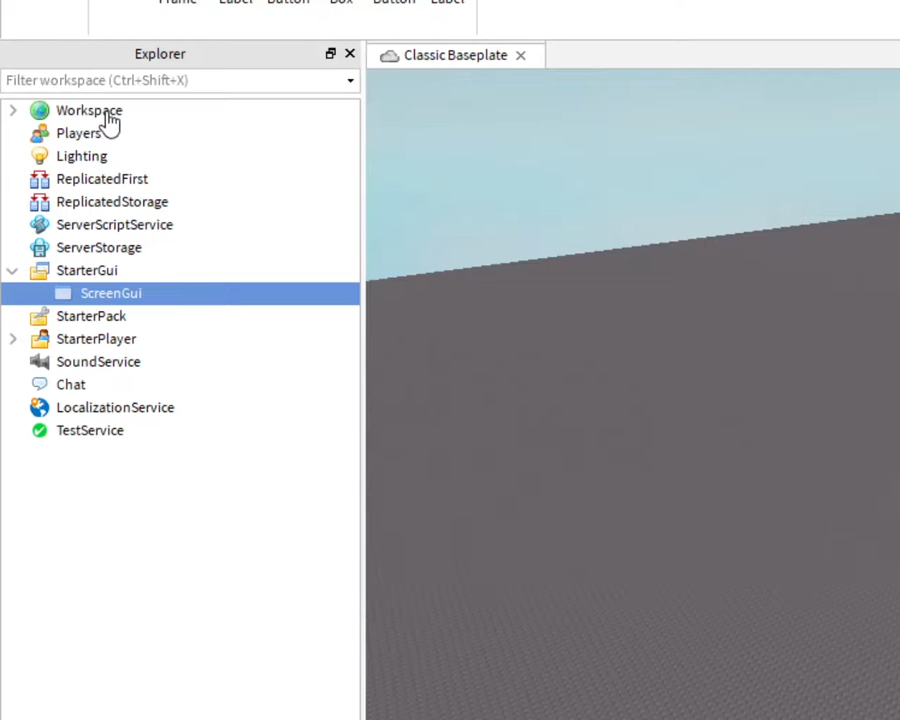 Frame Label Button Box Button Label
Explorer
Classic Baseplate
Filter workspace (Ctrl+Shift+X)
Workspace
Players
Lighting
ReplicatedFirst
ReplicatedStorage
ServerScriptService
ServerStorage
StarterGui
ScreenGui
StarterPack
StarterPlayer
SoundService
Chat
LocalizationService
TestService